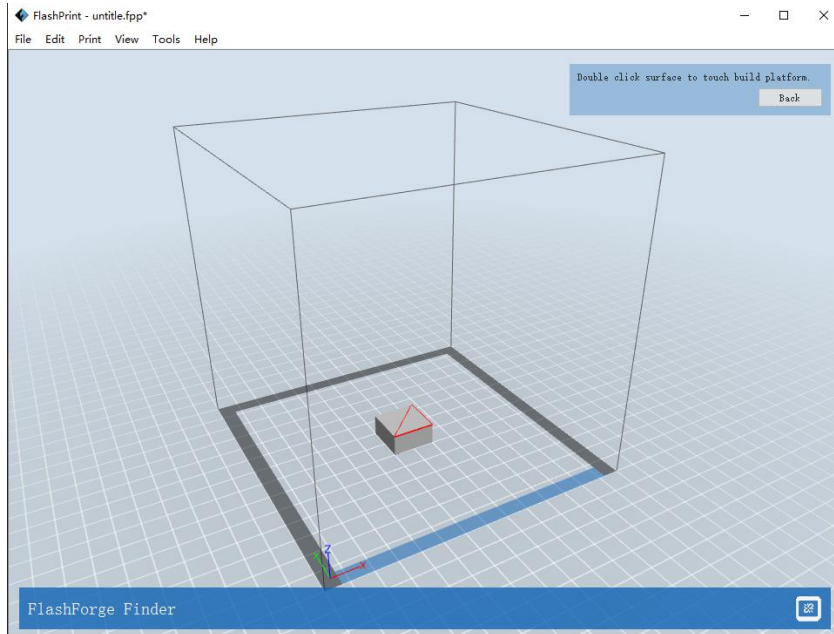 FlashPrint - untitle.fpp*
File Edit Print View Tools Help
Double click surface to touch build platform.
Back
Z
X
FlashForge Finder